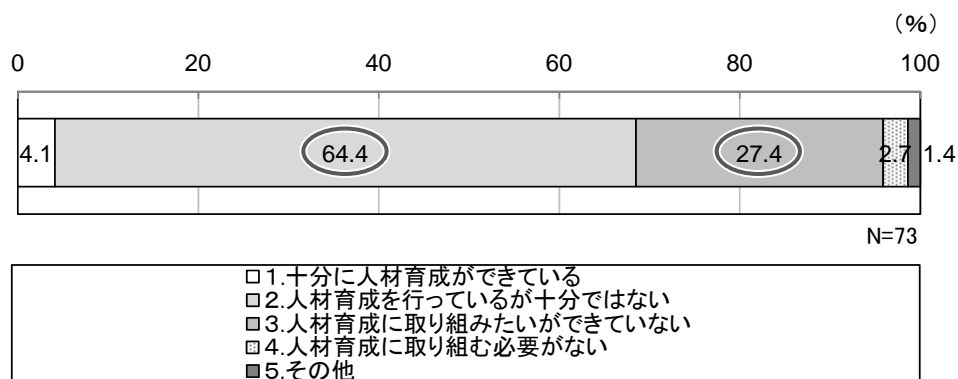 （%）
0 20 40 60 80 100
4.1 64.4 27.4 2.7 1.4
N=73
1.十分に人材育成ができている
2.人材育成を行っているが十分ではない
3.人材育成に取り組みたいができていない
4.人材育成に取り組む必要がない
5.その他